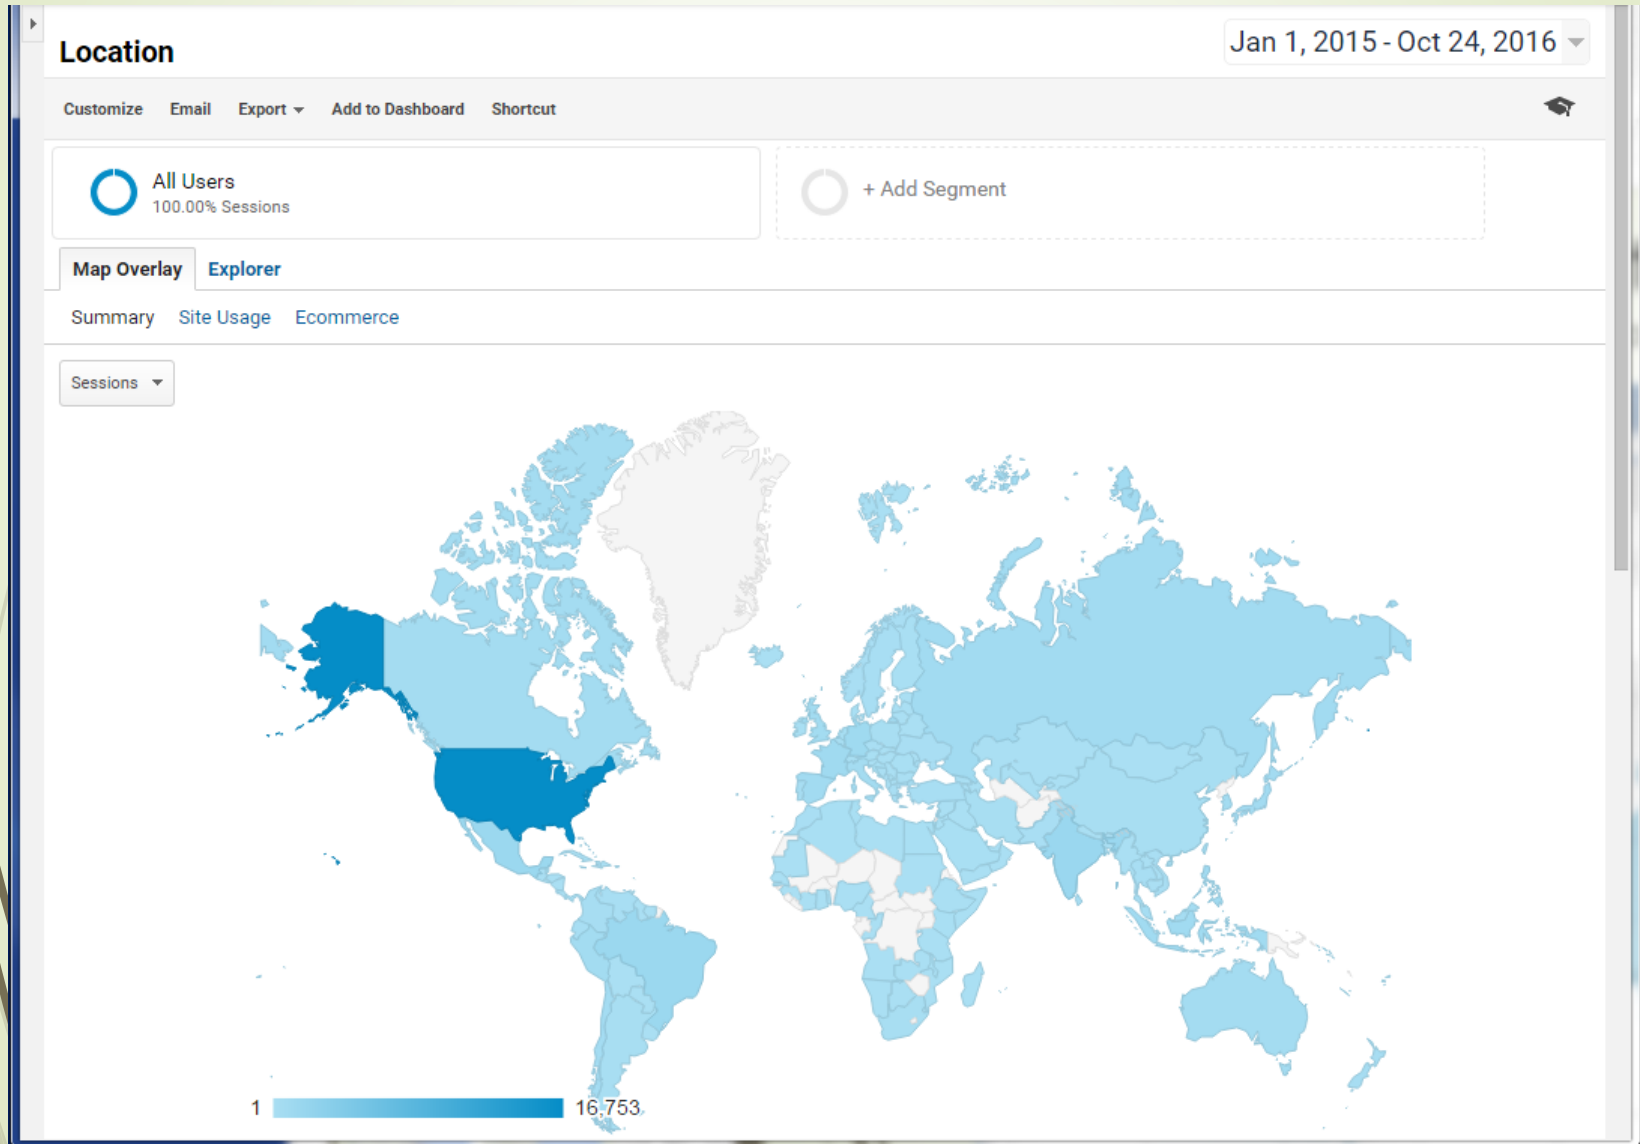 Location
Jan 1, 2015 - Oct 24, 2016
Customize Email Export Add to Dashboard Shortcut
All Users
100.00% Sessions
+ Add Segment
Map Overlay Explorer
Summary Site Usage Ecommerce
Sessions
1 16,753